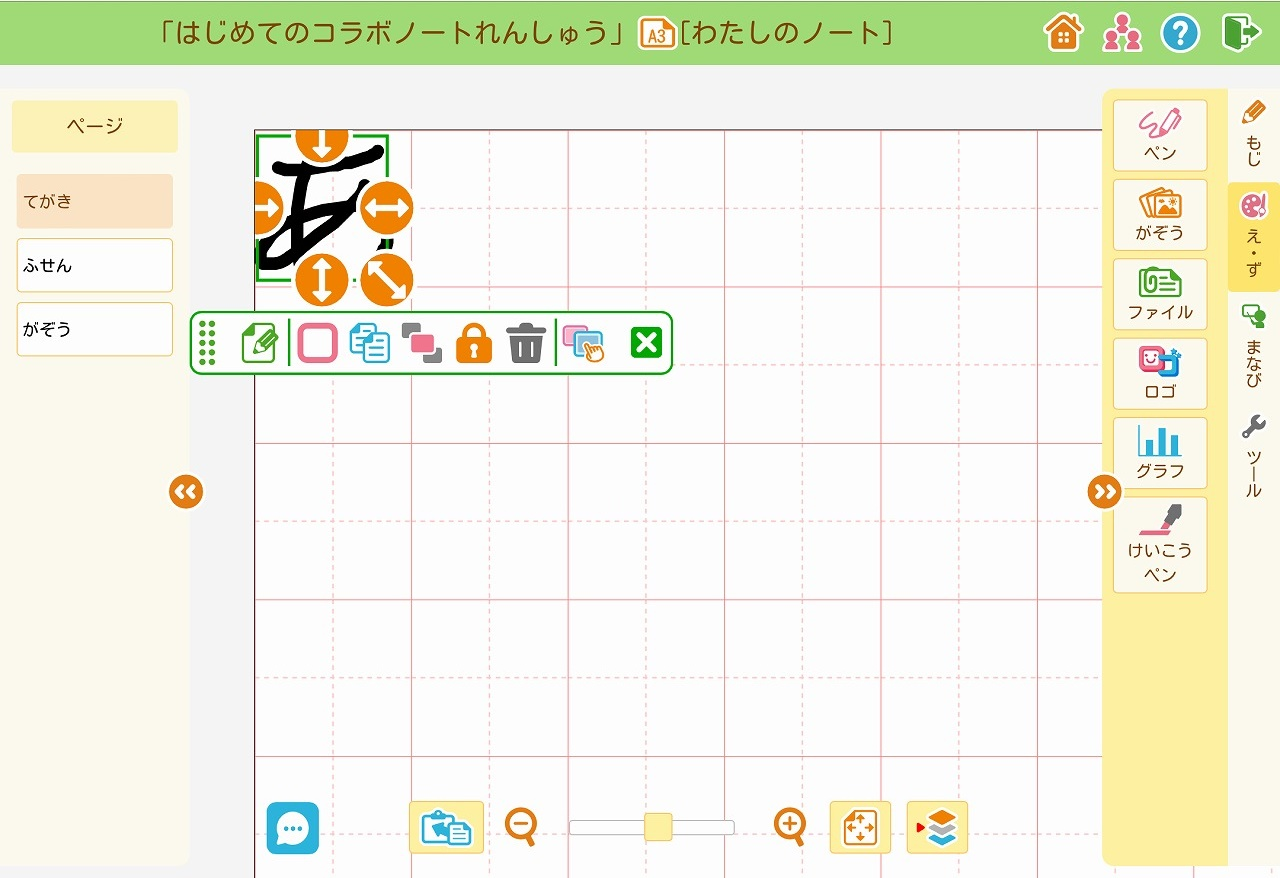 「はじめてのコラボノートれんしゅう」 A3 [わたしのノート]
ページ
てがき
ふせん
がぞう
あ
ペン
がぞう
ファイル
ロゴ
グラフ
けいこう
ペン
もじ
え・ず
まなび
ツール